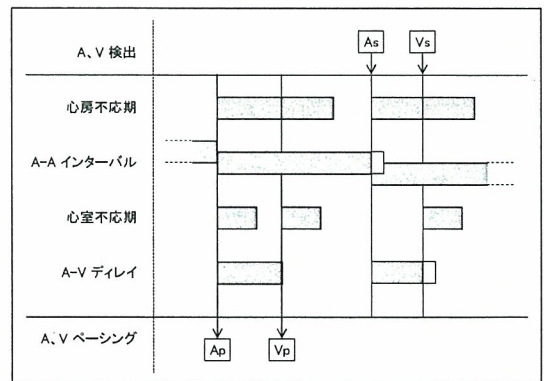 As Vs
A、V 検出
心房不応期
A-A インターバル
心室不応期
A-V ディレイ
A、V ペーシング
Ap Vp